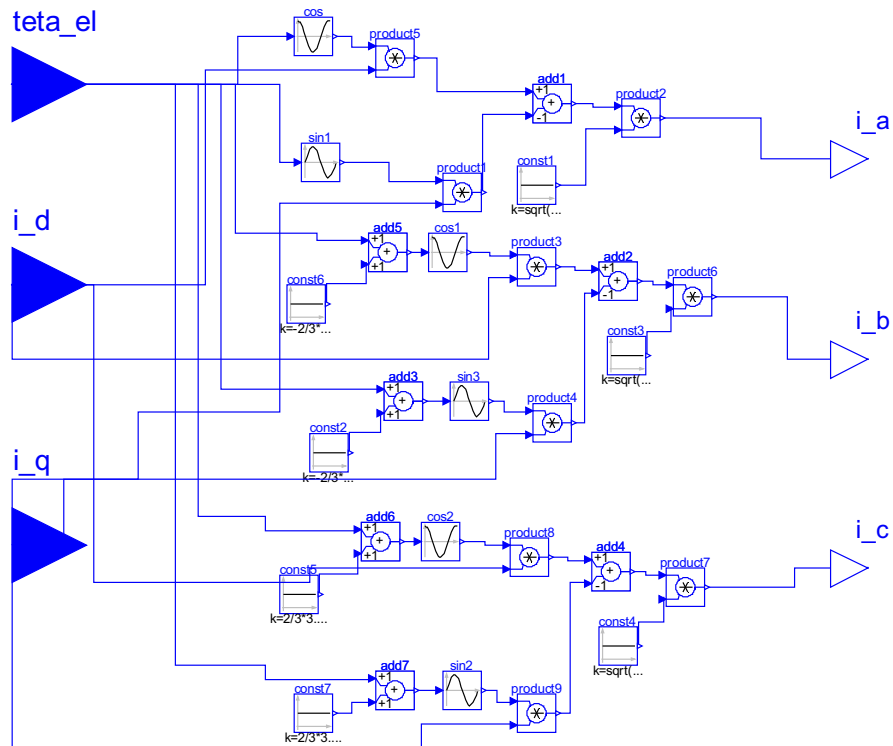 teta_el
cos
product5
add1
+1
+
-1
product2
i_a
sin1
product1
const1
k=sqrt(...
i_d
add5
+1
+
+1
cos1
product3
add2
+1
+
-1
product6
const6
k=-2/3*...
i_b
const3
k=sqrt(...
add3
+1
+
+1
sin3
product4
const2
k=-2/3*...
i_q
add6
+1
+
+1
cos2
product8
add4
+1
+
-1
product7
i_c
const5
k=2/3*3....
const4
k=sqrt(...
add7
+1
+
+1
sin2
product9
const7
k=2/3*3....